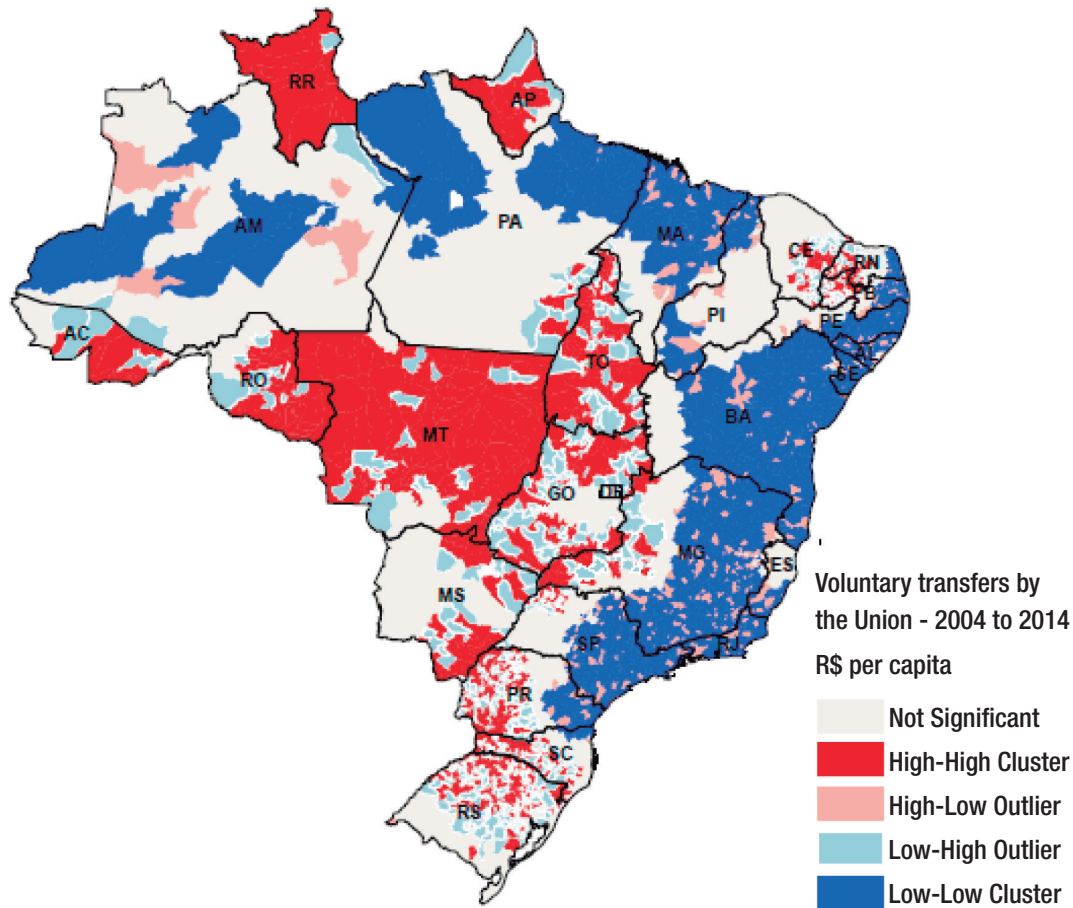 RR
AP
AM
PA
MA
CE
RN
PB
PI
PE
AL
SE
AC
RO
TO
BA
MT
GO
MG
ES
MS
SP
RJ
PR
SC
RS
Voluntary transfers by
the Union - 2004 to 2014
R$ per capita
Not Significant
High-High Cluster
High-Low Outlier
Low-High Outlier
Low-Low Cluster